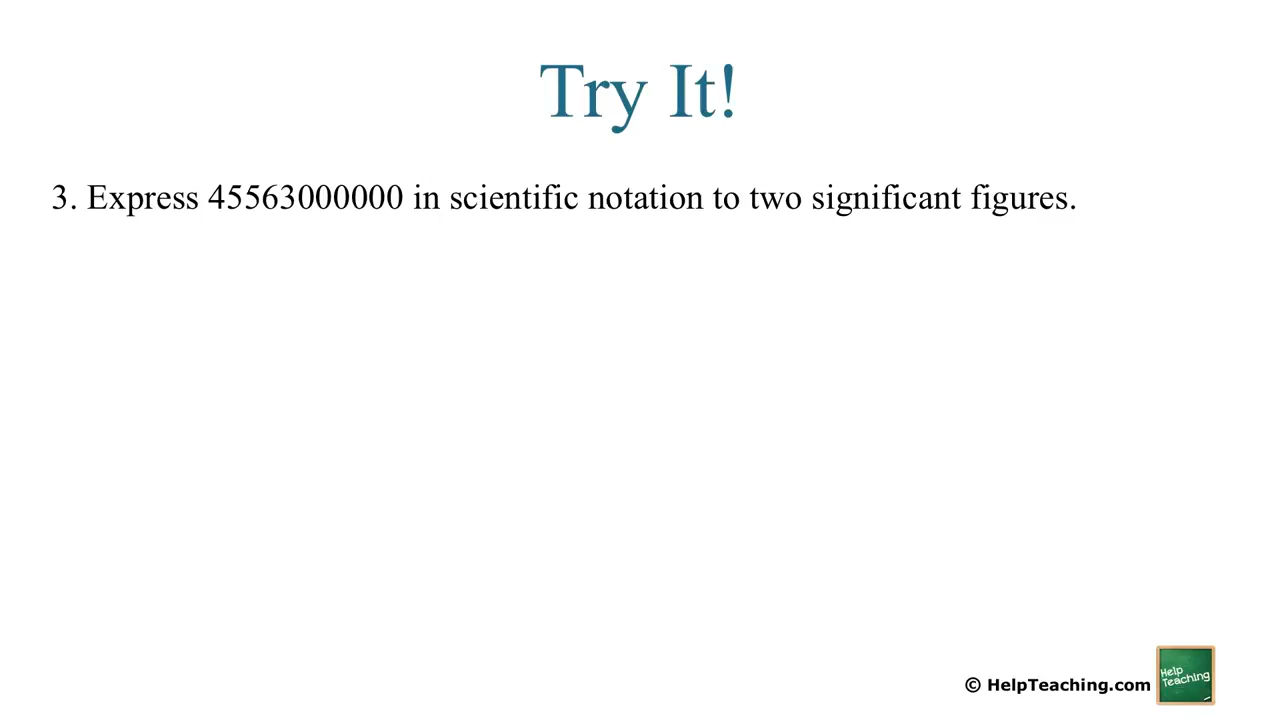 Try It!
3. Express 45563000000 in scientific notation to two significant figures.
© HelpTeaching.com
Help
Teaching